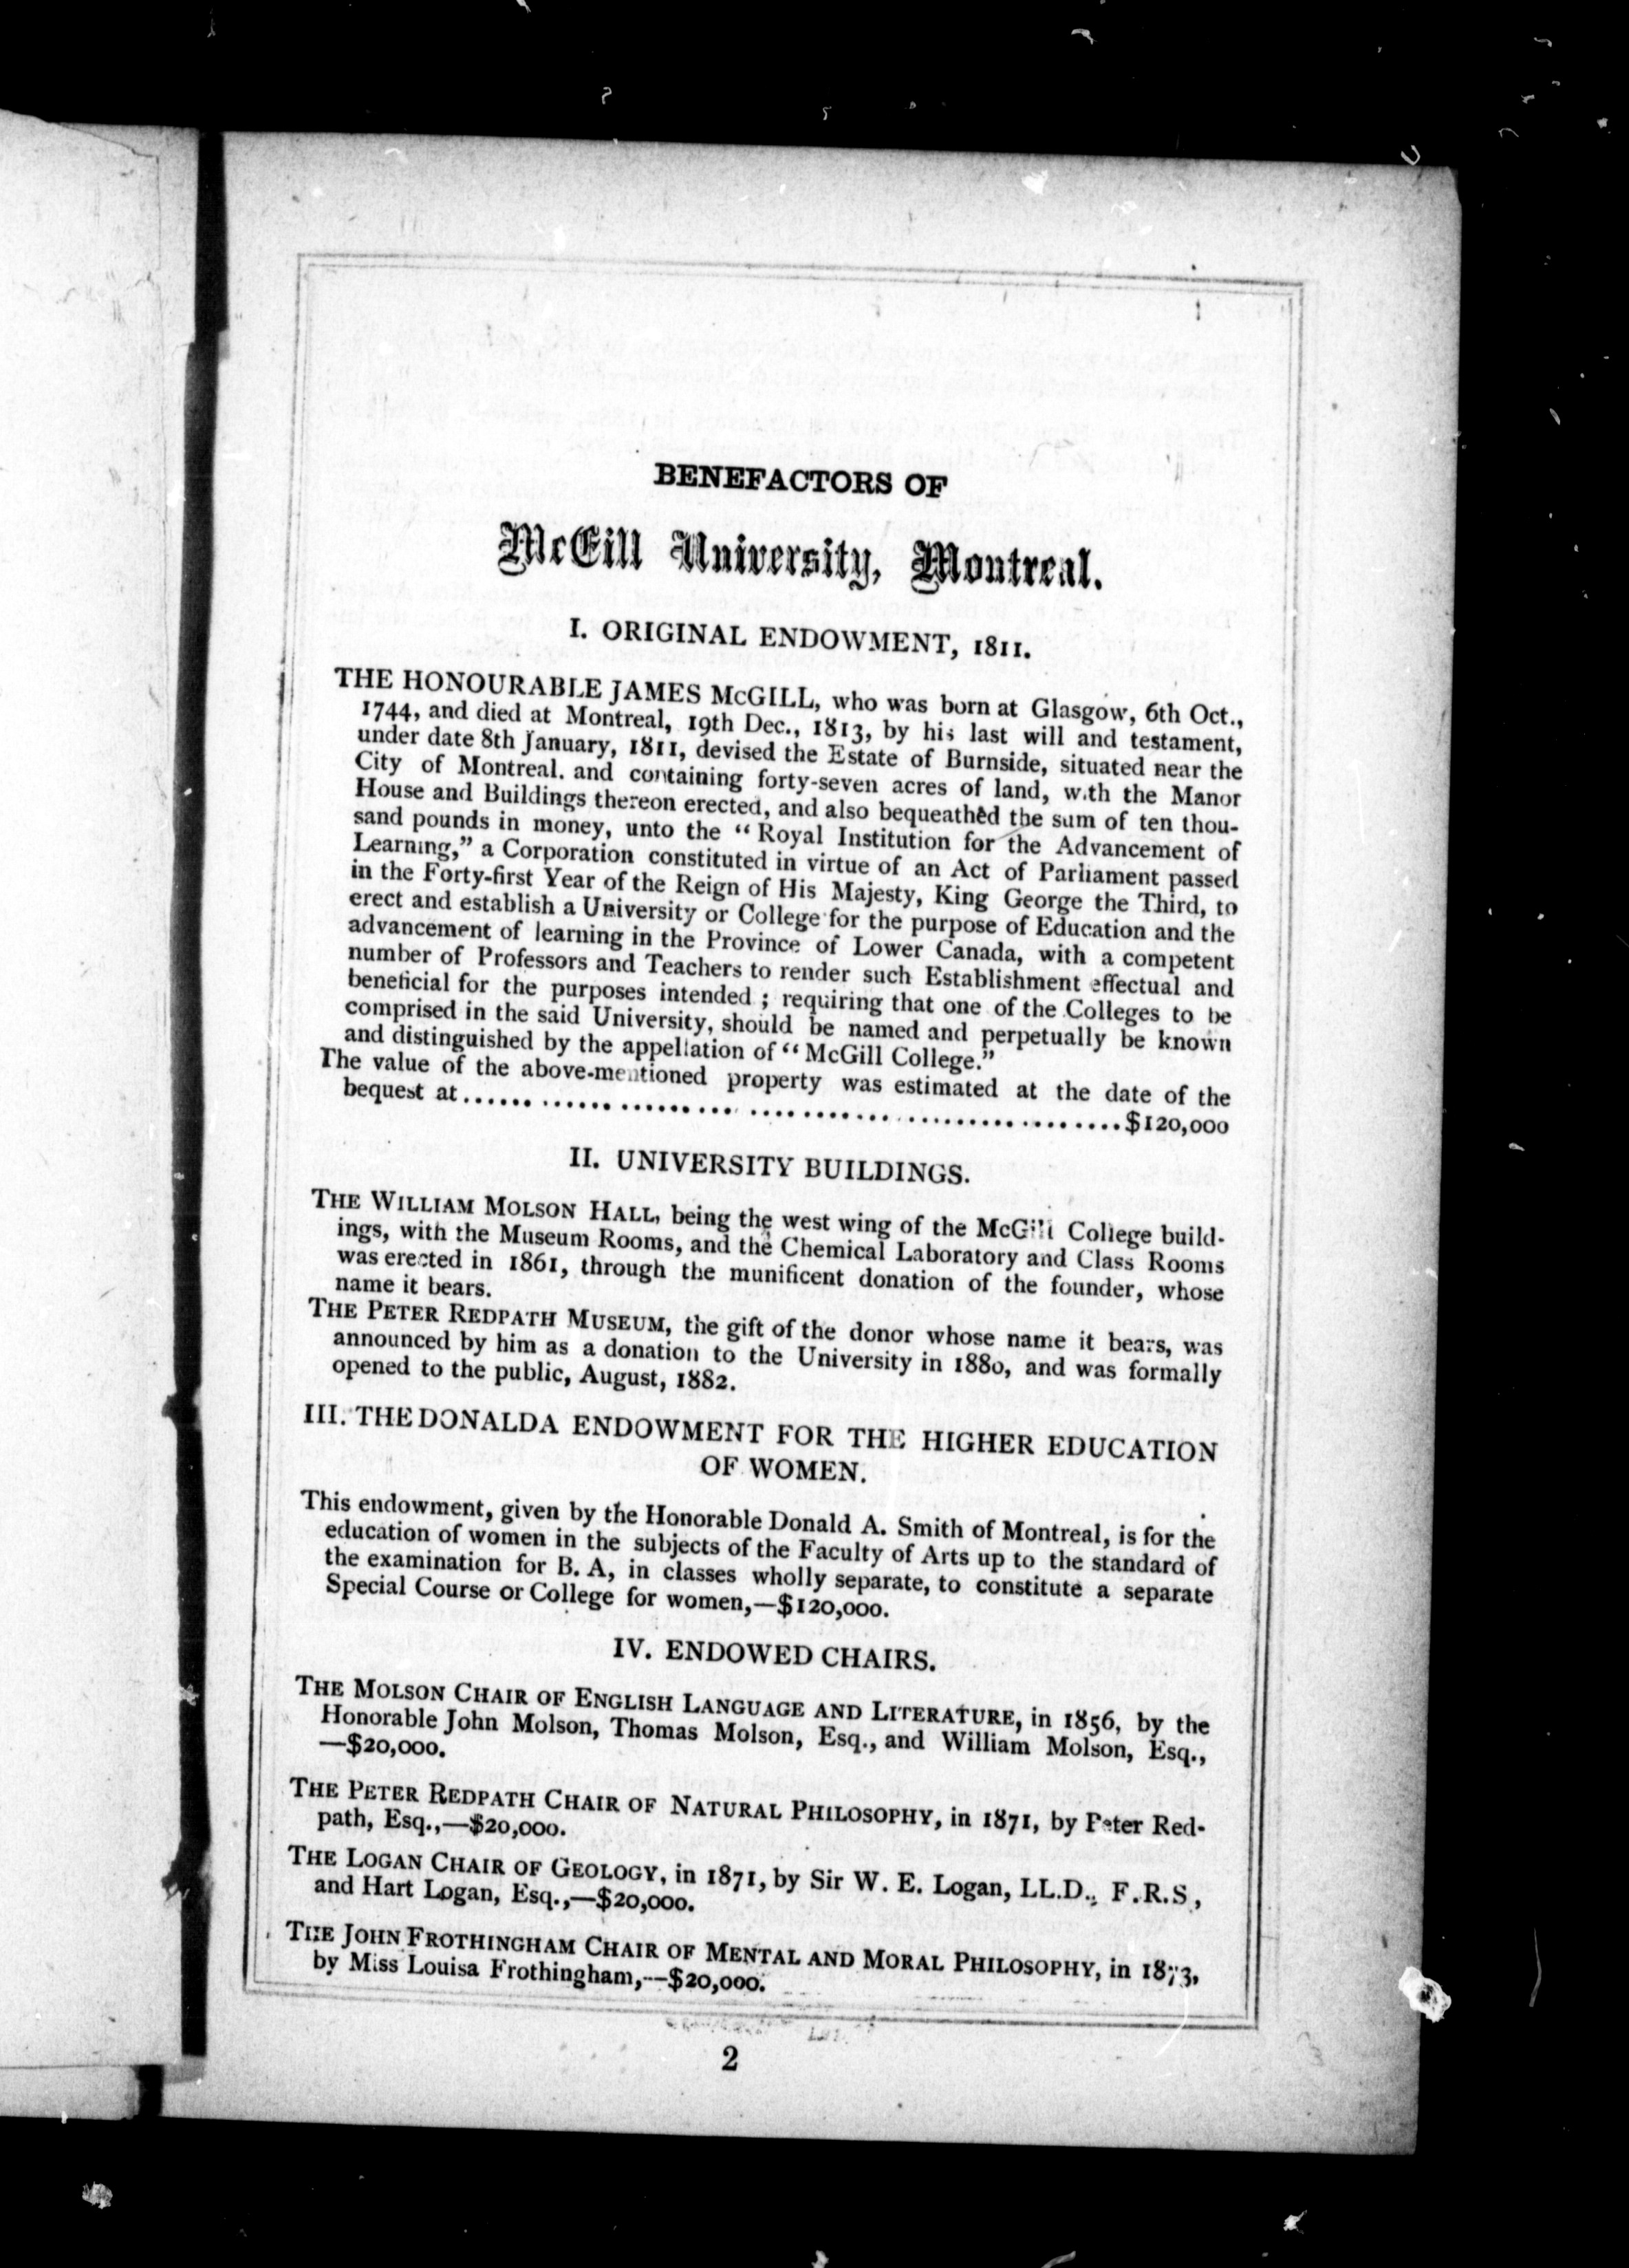 BENEFACTORS OF
McGill University, Montreal.
I. ORIGINAL ENDOWMENT, 1811.
THE HONOURABLE JAMES McGILL, who was born at Glasgow, 6th Oct.,
1744, and died at Montreal, 19th Dec., 1813, by his last will and testament,
under date 8th January, 1811, devised the Estate of Burnside, situated near the
City of Montreal. and containing forty-seven acres of land, with the Manor
House and Buildings thereon erected, and also bequeathed the sum of ten thou-
sand pounds in money, unto the "Royal Institution for the Advancement of
Learning," a Corporation constituted in virtue of an Act of Parliament passed
in the Forty-first Year of the Reign of His Majesty, King George the Third, to
erect and establish a University or College for the purpose of Education and the
advancement of learning in the Province of Lower Canada, with a competent
number of Professors and Teachers to render such Establishment effectual and
beneficial for the purposes intended ; requiring that one of the Colleges to be
comprised in the said University, should be named and perpetually be known
and distinguished by the appellation of "McGill College."
The value of the above-mentioned property was estimated at the date of the
bequest at........................................................$120,000
II. UNIVERSITY BUILDINGS.
THE WILLIAM MOLSON HALL, being the west wing of the McGill College build-
ings, with the Museum Rooms, and the Chemical Laboratory and Class Rooms
was erected in 1861, through the munificent donation of the founder, whose
name it bears.
THE PETER REDPATH MUSEUM, the gift of the donor whose name it bears, was
announced by him as a donation to the University in 1880, and was formally
opened to the public, August, 1882.
III. THE DONALDA ENDOWMENT FOR THE HIGHER EDUCATION
OF WOMEN.
This endowment, given by the Honorable Donald A. Smith of Montreal, is for the
education of women in the subjects of the Faculty of Arts up to the standard of
the examination for B. A, in classes wholly separate, to constitute a separate
Special Course or College for women,—$120,000.
IV. ENDOWED CHAIRS.
THE MOLSON CHAIR OF ENGLISH LANGUAGE AND LITERATURE, in 1856, by the
Honorable John Molson, Thomas Molson, Esq., and William Molson, Esq.,
—$20,000.
THE PETER REDPATH CHAIR OF NATURAL PHILOSOPHY, in 1871, by Peter Red-
path, Esq.,—$20,000.
THE LOGAN CHAIR OF GEOLOGY, in 1871, by Sir W. E. Logan, LL.D., F.R.S,
and Hart Logan, Esq.,—$20,000.
THE JOHN FROTHINGHAM CHAIR OF MENTAL AND MORAL PHILOSOPHY, in 1873,
by Miss Louisa Frothingham,—$20,000.
2